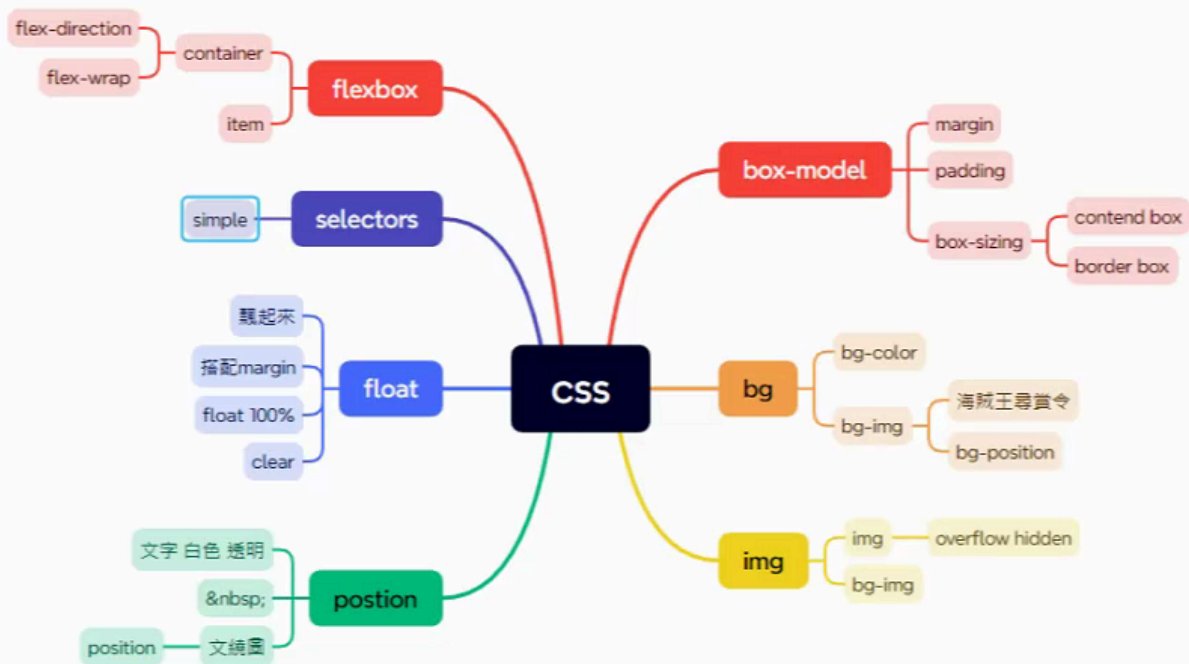 flex-direction
flex-wrap
container
item
flexbox
simple
selectors
飄起來
搭配margin
float 100%
clear
float
文字 白色 透明
&nbsp;
position
文繞圖
postion
CSS
box-model
margin
padding
box-sizing
contend box
border box
bg
bg-color
bg-img
海賊王尋賞令
bg-position
img
img
overflow hidden
bg-img